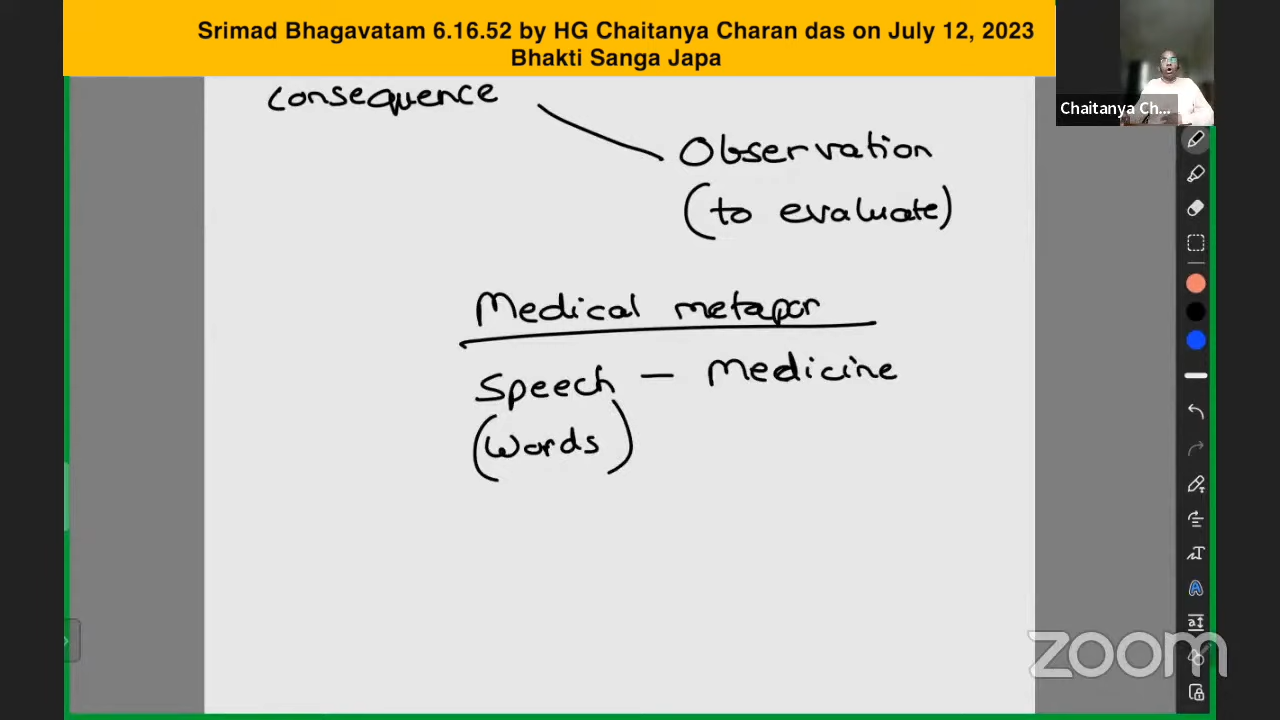 Srimad Bhagavatam 6.16.52 by HG Chaitanya Charan das on July 12, 2023
Bhakti Sanga Japa
Chaitanya Ch...
consequence
Observation
(to evaluate)
Medical metapor
Speech — Medicine
(words)
zoom